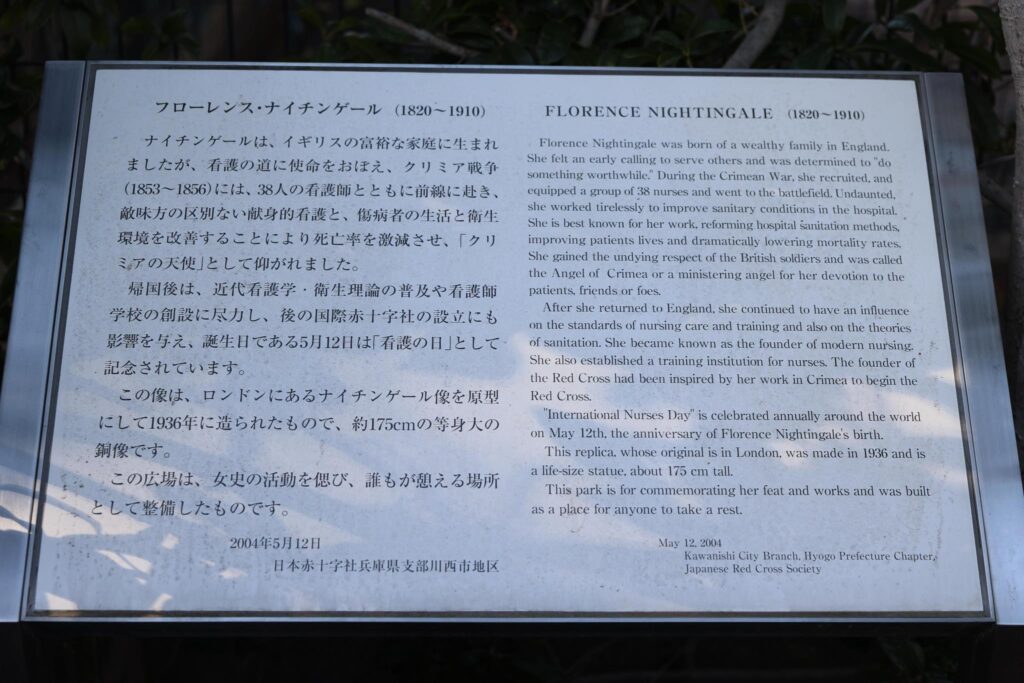 フローレンス・ナイチンゲール (1820〜1910)
ナイチンゲールは、イギリスの富裕な家庭に生まれ
ましたが、看護の道に使命をおぼえ、クリミア戦争
(1853〜1856)には、38人の看護師とともに前線に赴き、
敵味方の区別ない献身的看護と、傷病者の生活と衛生
環境を改善することにより死亡率を激減させ、「クリ
ミアの天使」として仰がれました。
帰国後は、近代看護学・衛生理論の普及や看護師
学校の創設に尽力し、後の国際赤十字社の設立にも
影響を与え、誕生日である5月12日は「看護の日」として
記念されています。
この像は、ロンドンにあるナイチンゲール像を原型
にして1936年に造られたもので、約175cmの等身大の
銅像です。
この広場は、女史の活動を偲び、誰もが憩える場所
として整備したものです。
2004年5月12日
日本赤十字社兵庫県支部川西市地区
FLORENCE NIGHTINGALE (1820〜1910)
Florence Nightingale was born of a wealthy family in England.
She felt an early calling to serve others and was determined to "do
something worthwhile." During the Crimean War, she recruited, and
equipped a group of 38 nurses and went to the battlefield. Undaunted,
she worked tirelessly to improve sanitary conditions in the hospital.
She is best known for her work, reforming hospital sanitation methods,
improving patients lives and dramatically lowering mortality rates.
She gained the undying respect of the British soldiers and was called
the Angel of Crimea or a ministering angel for her devotion to the
patients, friends or foes.
After she returned to England, she continued to have an influence
on the standards of nursing care and training and also on the theories
of sanitation. She became known as the founder of modern nursing.
She also established a training institution for nurses. The founder of
the Red Cross had been inspired by her work in Crimea to begin the
Red Cross.
"International Nurses Day" is celebrated annually around the world
on May 12th, the anniversary of Florence Nightingale's birth.
This replica, whose original is in London, was made in 1936 and is
a life-size statue, about 175 cm tall.
This park is for commemorating her feat and works and was built
as a place for anyone to take a rest.
May 12, 2004
Kawanishi City Branch, Hyogo Prefecture Chapter,
Japanese Red Cross Society